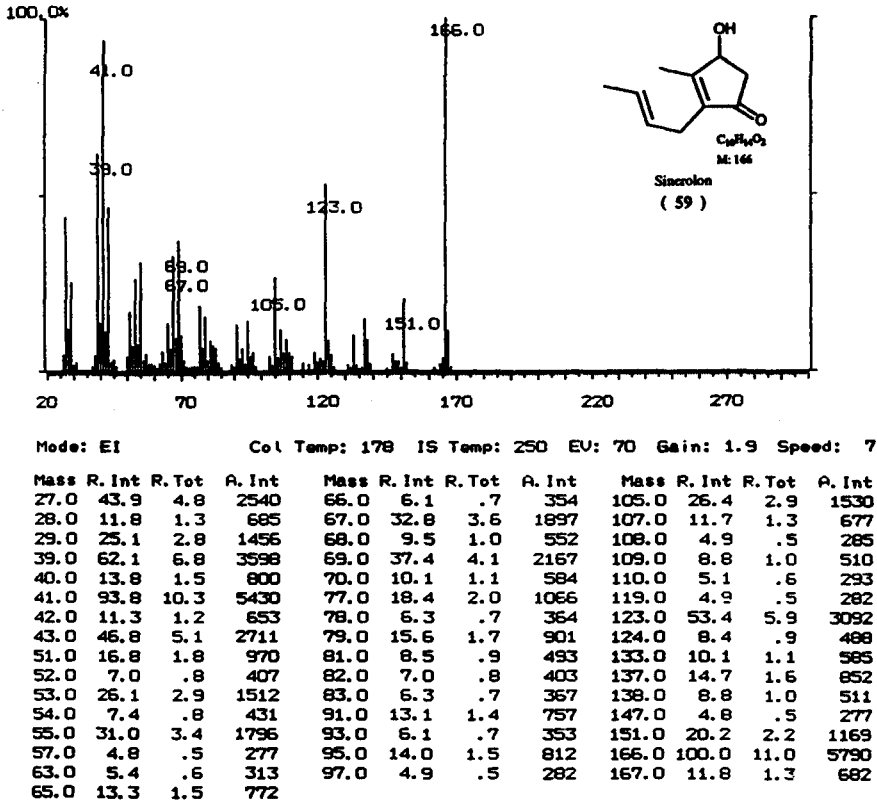 100.0%
166.0
41.0
39.0
123.0
69.0
67.0
105.0
151.0
OH
O
C10H14O2
M: 166
Sinerolon
( 59 )
20 70 120 170 220 270
Mode: EI Col Temp: 178 IS Temp: 250 EV: 70 Gain: 1.9 Speed: 7
Mass R. Int R. Tot A. Int Mass R. Int R. Tot A. Int Mass R. Int R. Tot A. Int
27.0 43.9 4.8 2540 66.0 6.1 .7 354 105.0 26.4 2.9 1530
28.0 11.8 1.3 685 67.0 32.8 3.6 1897 107.0 11.7 1.3 677
29.0 25.1 2.8 1456 68.0 9.5 1.0 552 108.0 4.9 .5 285
39.0 62.1 6.8 3598 69.0 37.4 4.1 2167 109.0 8.8 1.0 510
40.0 13.8 1.5 800 70.0 10.1 1.1 584 110.0 5.1 .6 293
41.0 93.8 10.3 5430 77.0 18.4 2.0 1066 119.0 4.9 .5 282
42.0 11.3 1.2 653 78.0 6.3 .7 364 123.0 53.4 5.9 3092
43.0 46.8 5.1 2711 79.0 15.6 1.7 901 124.0 8.4 .9 488
51.0 16.8 1.8 970 81.0 8.5 .9 493 133.0 10.1 1.1 585
52.0 7.0 .8 407 82.0 7.0 .8 403 137.0 14.7 1.6 852
53.0 26.1 2.9 1512 83.0 6.3 .7 367 138.0 8.8 1.0 511
54.0 7.4 .8 431 91.0 13.1 1.4 757 147.0 4.8 .5 277
55.0 31.0 3.4 1796 93.0 6.1 .7 353 151.0 20.2 2.2 1169
57.0 4.8 .5 277 95.0 14.0 1.5 812 166.0 100.0 11.0 5790
63.0 5.4 .6 313 97.0 4.9 .5 282 167.0 11.8 1.3 682
65.0 13.3 1.5 772